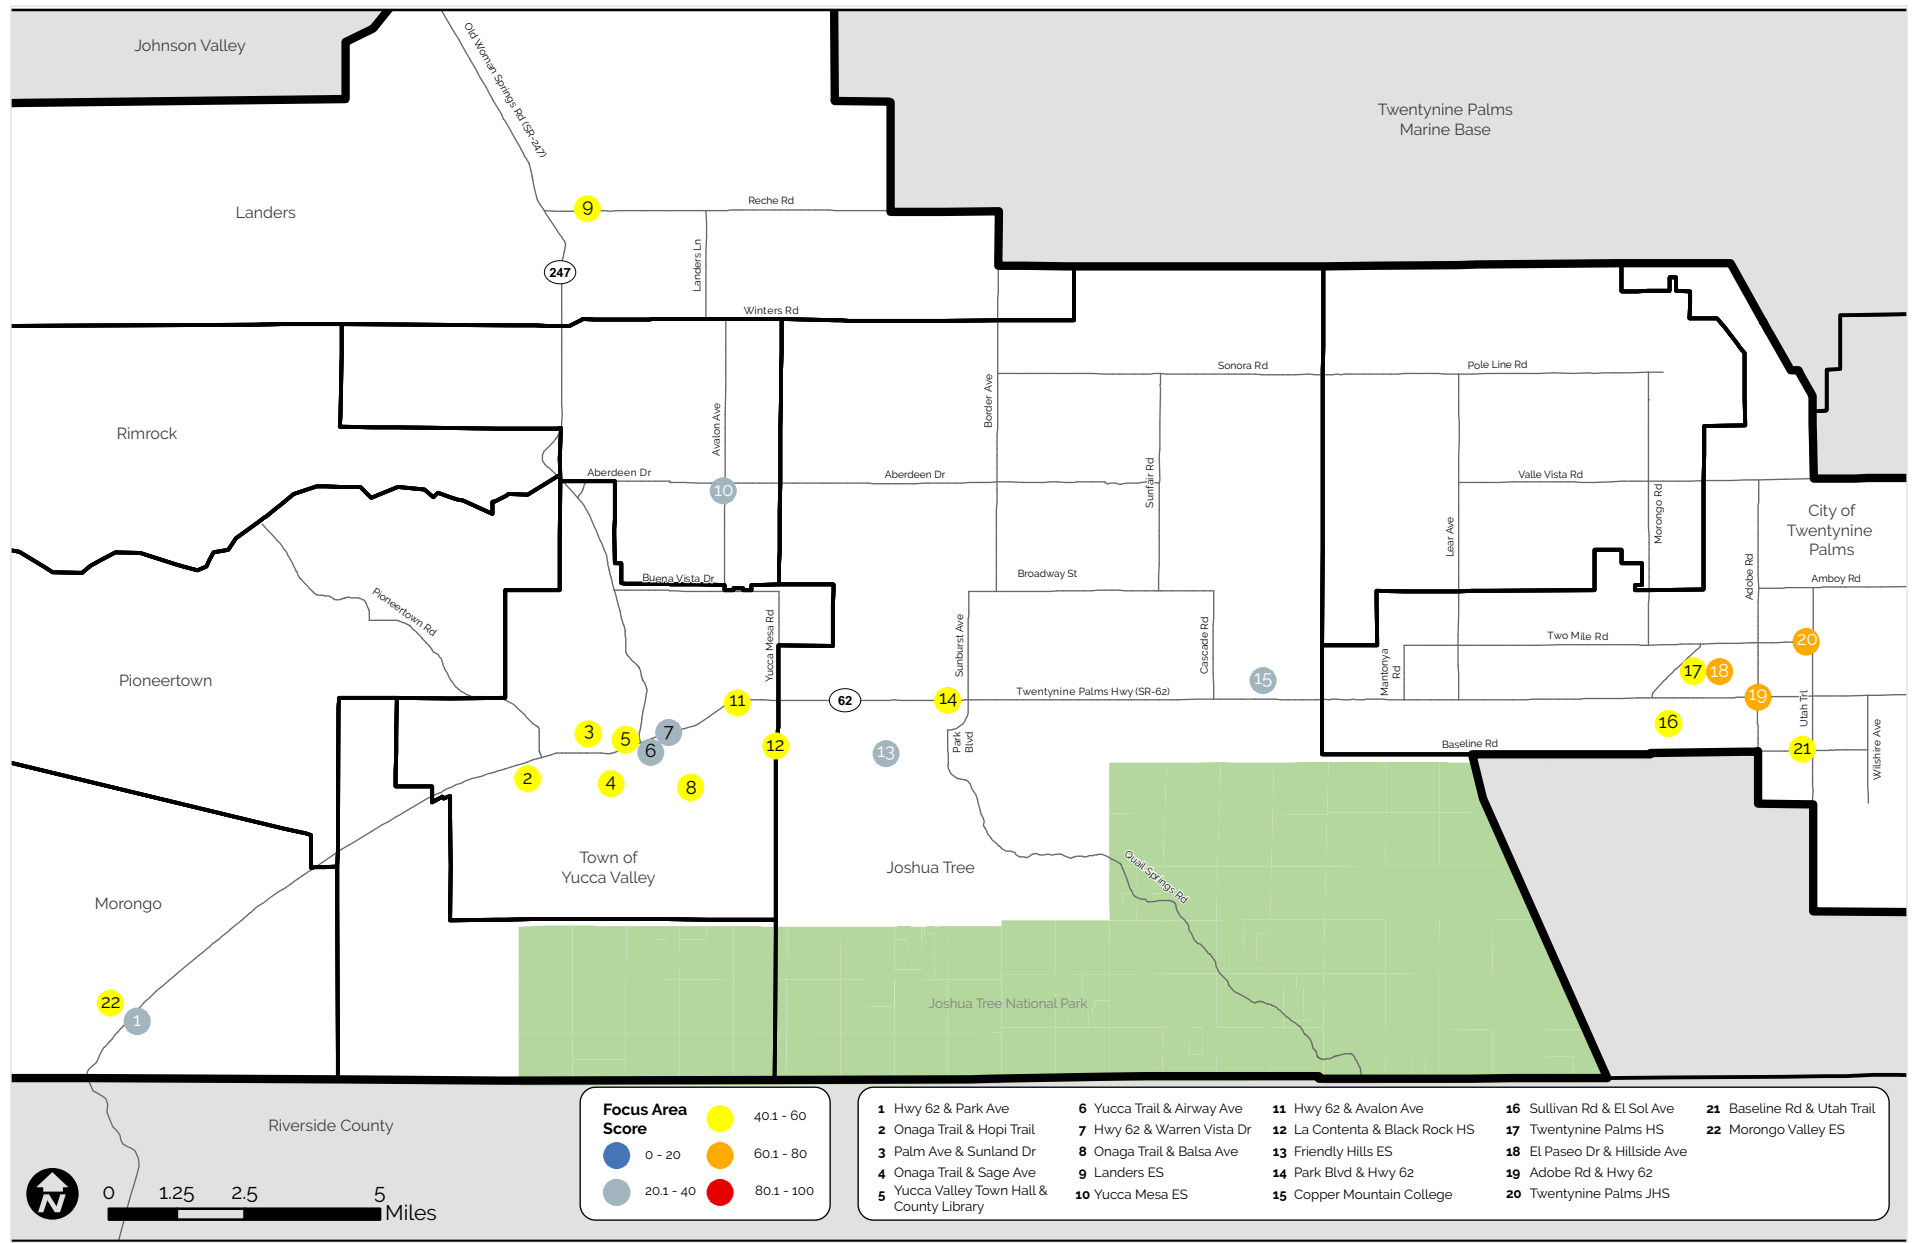 Johnson Valley
Old Woman Springs Rd (SR-247)
Twentynine Palms
Marine Base
Landers
9
Reche Rd
Landers Ln
247
Winters Rd
Rimrock
Avalon Ave
Border Ave
Sonora Rd
Pole Line Rd
Aberdeen Dr
10
Aberdeen Dr
Sunfair Rd
Valle Vista Rd
Lear Ave
Morongo Rd
City of
Twentynine
Palms
Adobe Rd
Amboy Rd
Buena Vista Dr
Broadway St
Pioneertown Rd
Yucca Mesa Rd
Sunburst Ave
Cascade Rd
Two Mile Rd
20
Mantonya
Rd
Pioneertown
15
17
18
11
62
14
Twentynine Palms Hwy (SR-62)
19
Utah Trl
16
3
5
7
6
12
13
Park
Blvd
Baseline Rd
21
Wilshire Ave
2
4
8
Town of
Yucca Valley
Joshua Tree
Quail Springs Rd
Morongo
22
1
Joshua Tree National Park
Riverside County
N
0 1.25 2.5 5
Miles
Focus Area
Score
0 - 20
20.1 - 40
40.1 - 60
60.1 - 80
80.1 - 100
1 Hwy 62 & Park Ave
2 Onaga Trail & Hopi Trail
3 Palm Ave & Sunland Dr
4 Onaga Trail & Sage Ave
5 Yucca Valley Town Hall &
County Library
6 Yucca Trail & Airway Ave
7 Hwy 62 & Warren Vista Dr
8 Onaga Trail & Balsa Ave
9 Landers ES
10 Yucca Mesa ES
11 Hwy 62 & Avalon Ave
12 La Contenta & Black Rock HS
13 Friendly Hills ES
14 Park Blvd & Hwy 62
15 Copper Mountain College
16 Sullivan Rd & El Sol Ave
17 Twentynine Palms HS
18 El Paseo Dr & Hillside Ave
19 Adobe Rd & Hwy 62
20 Twentynine Palms JHS
21 Baseline Rd & Utah Trail
22 Morongo Valley ES